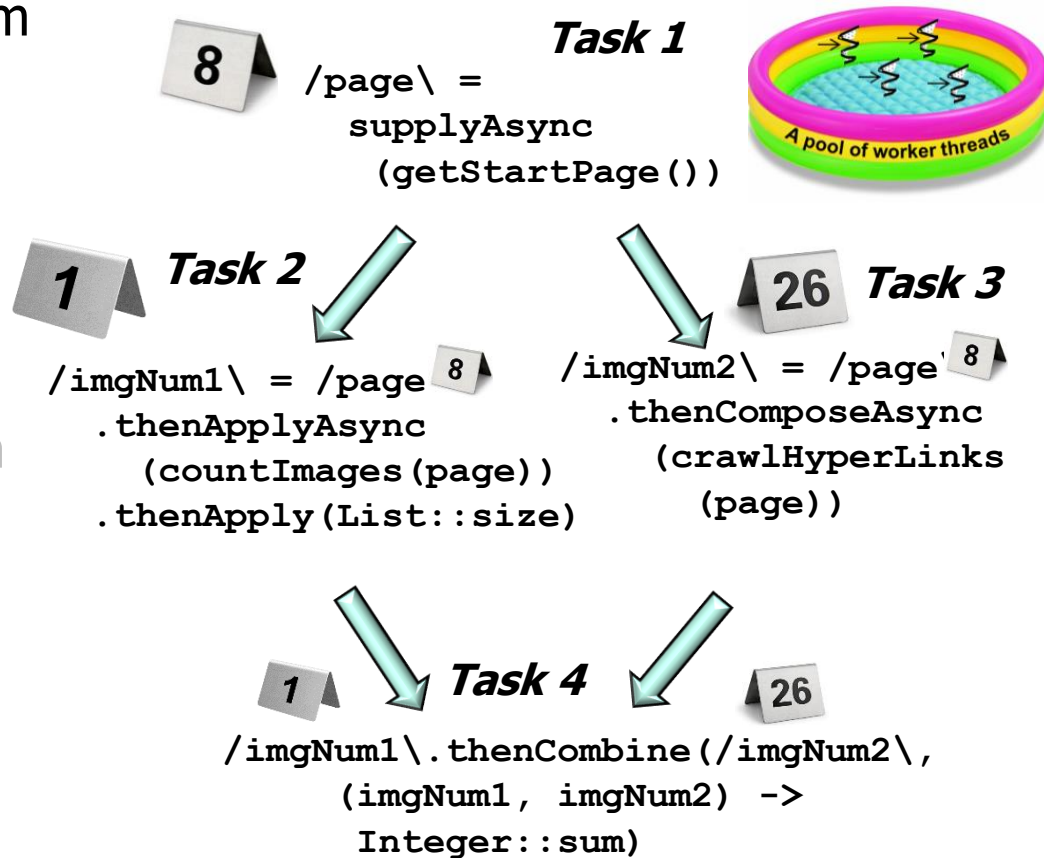 m
8
Task 1
/page\ =
supplyAsync
(getStartPage())
A pool of worker threads
1
Task 2
26
Task 3
/imgNum1\ = /page 8
.thenApplyAsync
(countImages(page))
.thenApply(List::size)
/imgNum2\ = /page\ 8
.thenComposeAsync
(crawlHyperLinks
(page))
1
Task 4
26
/imgNum1\.thenCombine(/imgNum2\,
(imgNum1, imgNum2) ->
Integer::sum)